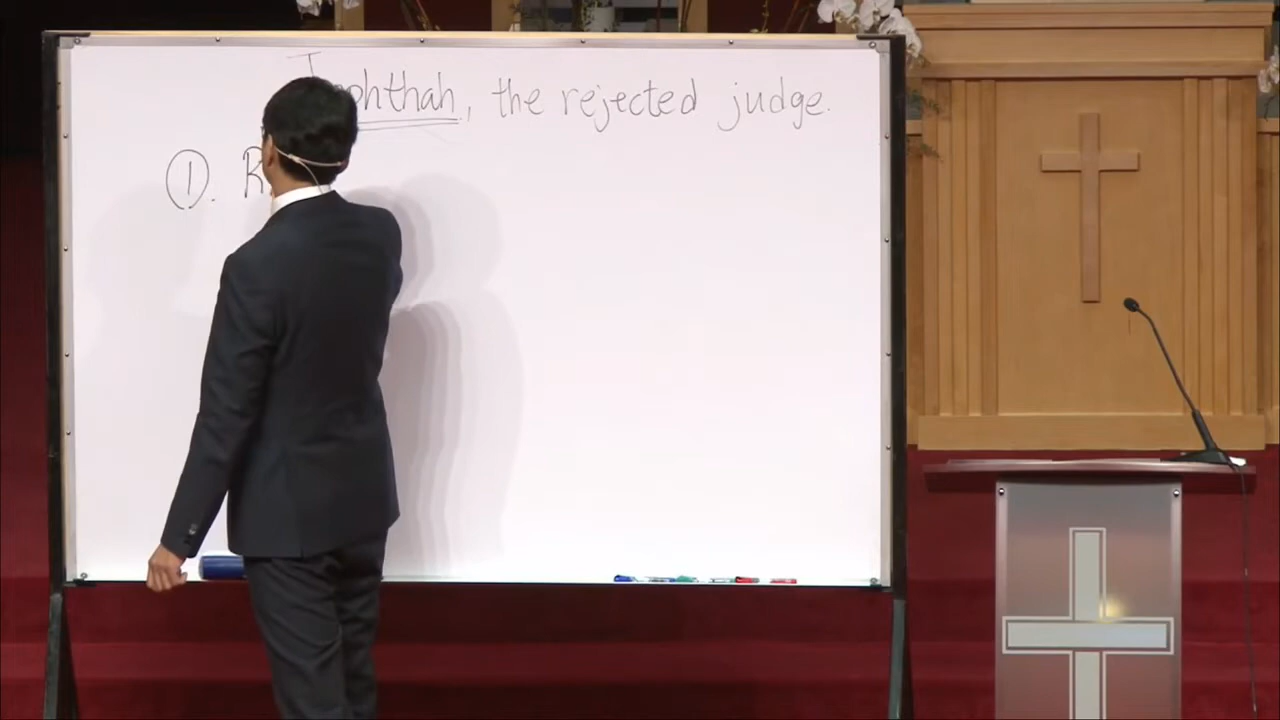 , the rejected judge.
①. R